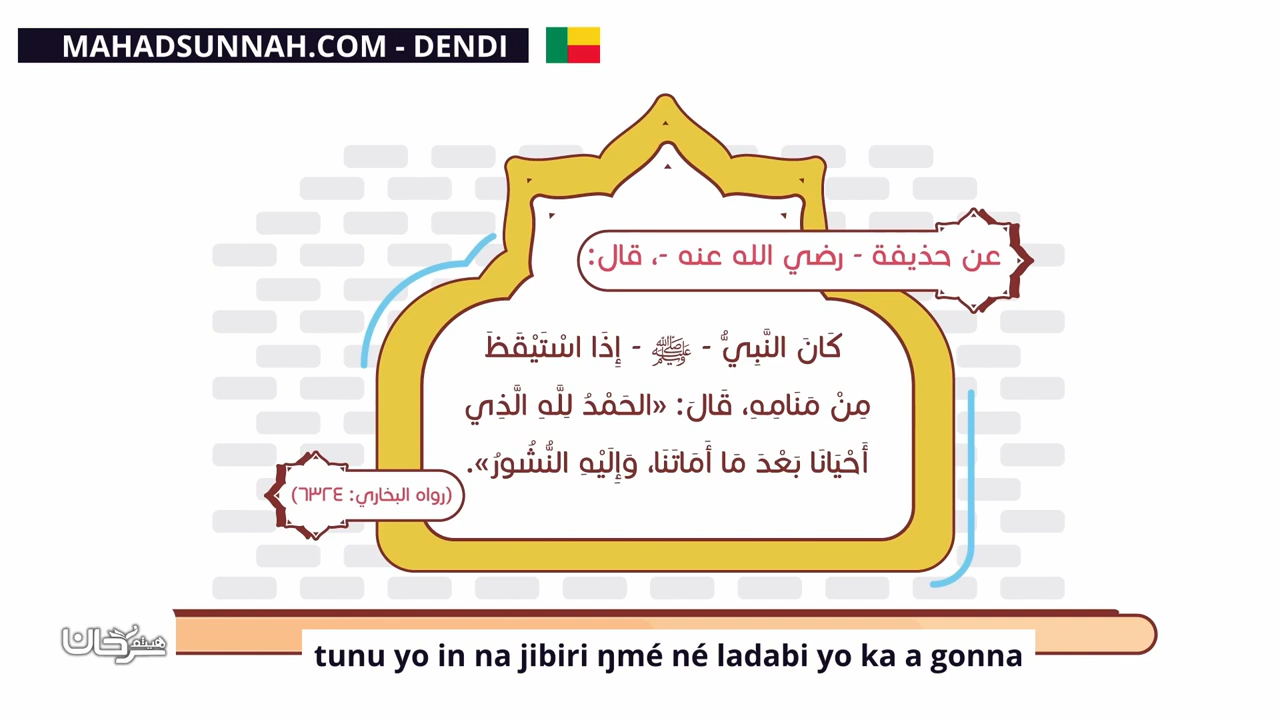 MAHADSUNNAH.COM - DENDI
عن حذيفة - رضي الله عنه -، قال:
كَانَ النَّبِيُّ - ﷺ - إِذَا اسْتَيْقَظَ
مِنْ مَنَامِهِ، قَالَ: «الحَمْدُ لِلَّهِ الَّذِي
أَحْيَانَا بَعْدَ مَا أَمَاتَنَا، وَإِلَيْهِ النُّشُورُ».
(رواه البخاري: ٦٣٢٤)
هيثم سرحان
tunu yo in na jibiri ŋmé né ladabi yo ka a gonna